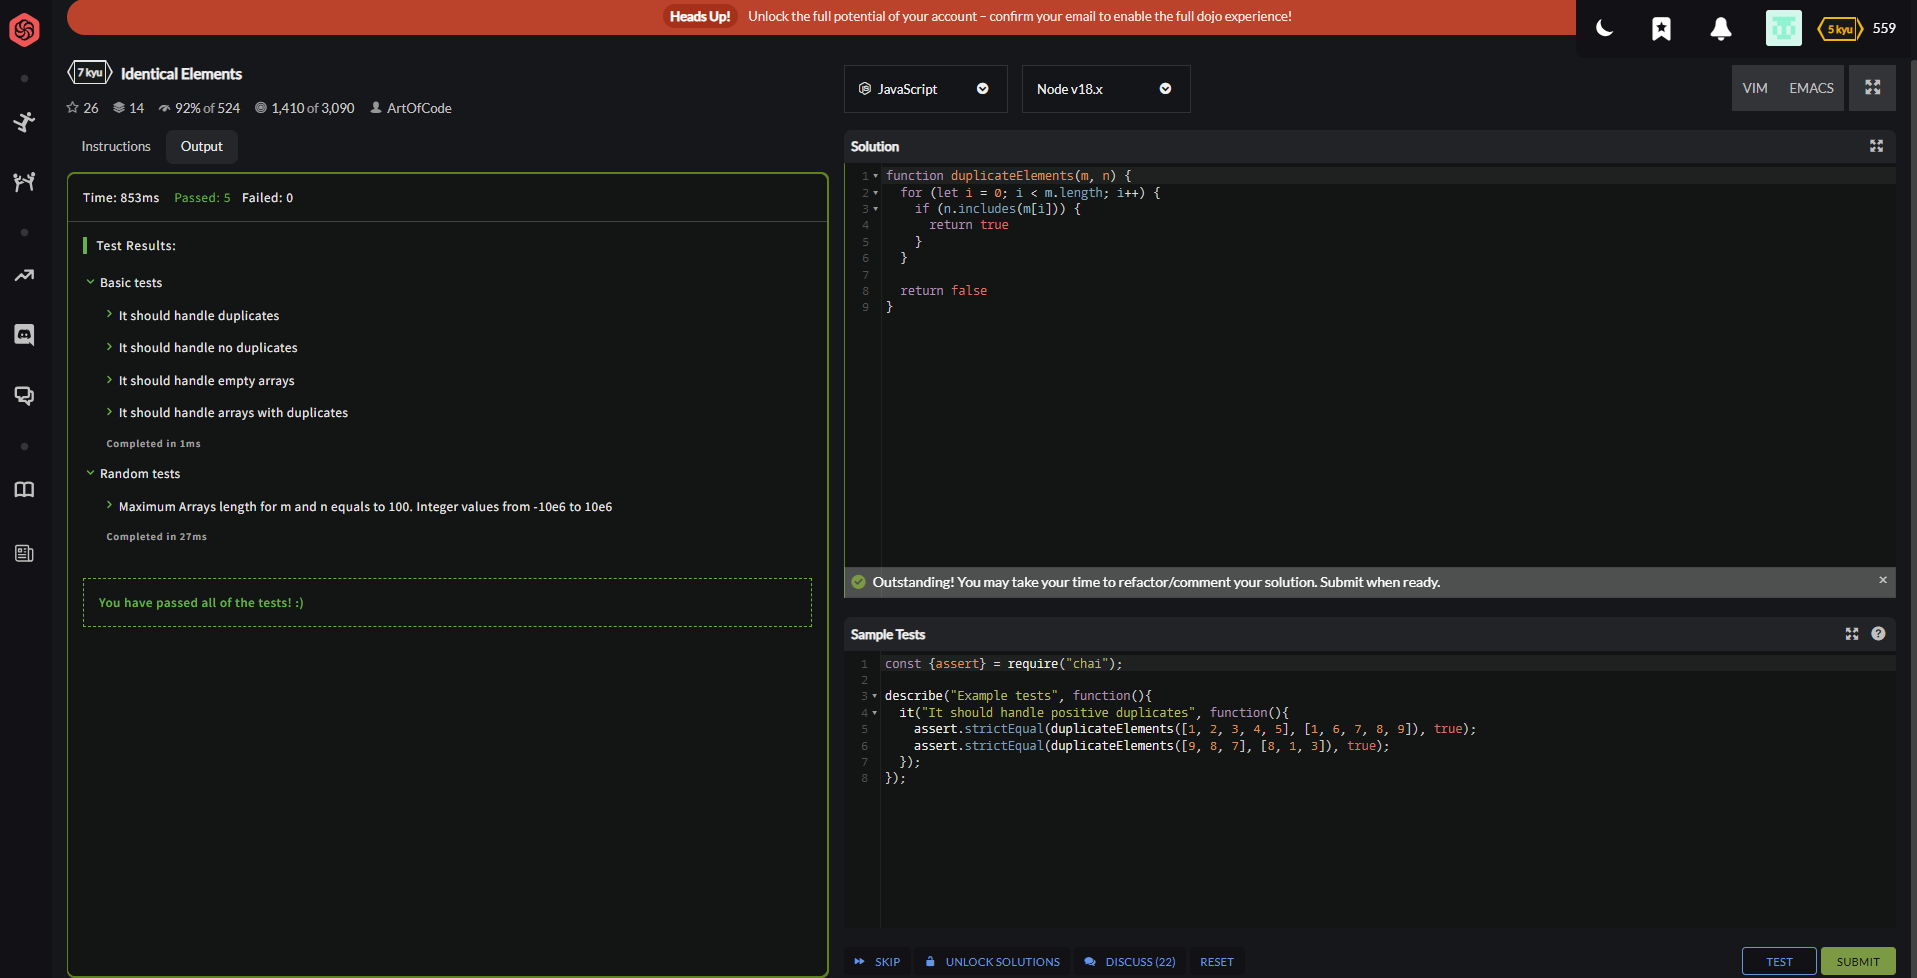 Heads Up! Unlock the full potential of your account – confirm your email to enable the full dojo experience!
5 kyu 559
7 kyu Identical Elements
26 14 92% of 524 1,410 of 3,090 ArtOfCode
Instructions Output
Time: 853ms Passed: 5 Failed: 0
Test Results:
Basic tests
It should handle duplicates
It should handle no duplicates
It should handle empty arrays
It should handle arrays with duplicates
Completed in 1ms
Random tests
Maximum Arrays length for m and n equals to 100. Integer values from -10e6 to 10e6
Completed in 27ms
You have passed all of the tests! :)
JavaScript Node v18.x VIM EMACS
Solution
1 function duplicateElements(m, n) {
2 for (let i = 0; i < m.length; i++) {
3 if (n.includes(m[i])) {
4 return true
5 }
6 }
7
8 return false
9 }
Outstanding! You may take your time to refactor/comment your solution. Submit when ready. ×
Sample Tests ?
1 const {assert} = require("chai");
2
3 describe("Example tests", function(){
4 it("It should handle positive duplicates", function(){
5 assert.strictEqual(duplicateElements([1, 2, 3, 4, 5], [1, 6, 7, 8, 9]), true);
6 assert.strictEqual(duplicateElements([9, 8, 7], [8, 1, 3]), true);
7 });
8 });
SKIP UNLOCK SOLUTIONS DISCUSS (22) RESET TEST SUBMIT